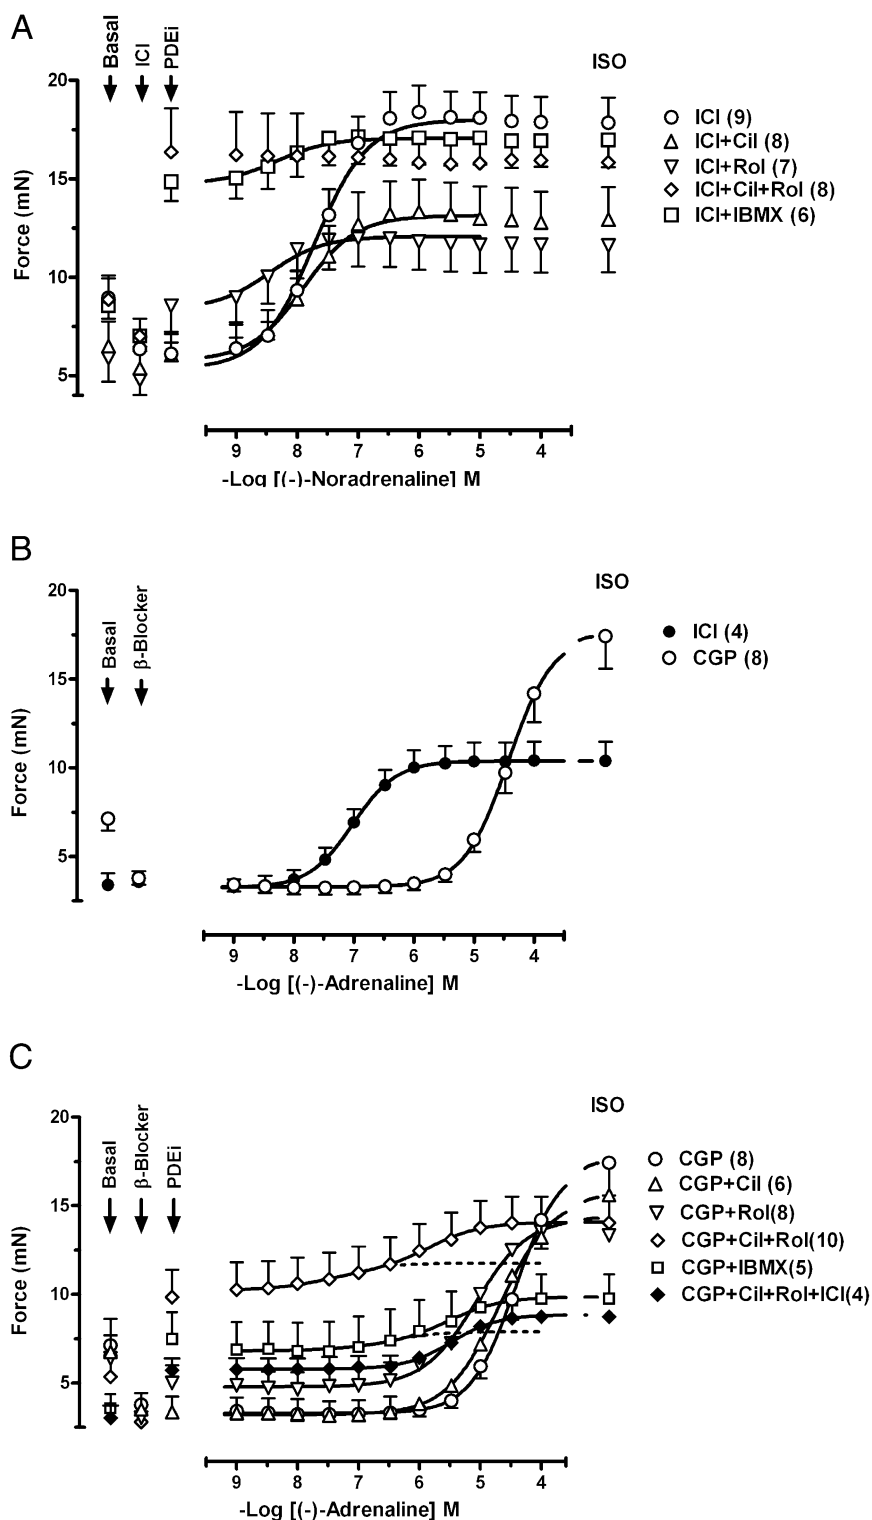 A
Basal
ICI
PDEi
ISO
20
15
10
5
Force (mN)
ICI (9)
ICI+Cil (8)
ICI+Rol (7)
ICI+Cil+Rol (8)
ICI+IBMX (6)
9 8 7 6 5 4
-Log [(-)-Noradrenaline] M
B
Basal
β-Blocker
ISO
20
15
10
5
Force (mN)
ICI (4)
CGP (8)
9 8 7 6 5 4
-Log [(-)-Adrenaline] M
C
Basal
β-Blocker
PDEi
ISO
20
15
10
5
Force (mN)
CGP (8)
CGP+Cil (6)
CGP+Rol(8)
CGP+Cil+Rol(10)
CGP+IBMX(5)
CGP+Cil+Rol+ICI(4)
9 8 7 6 5 4
-Log [(-)-Adrenaline] M